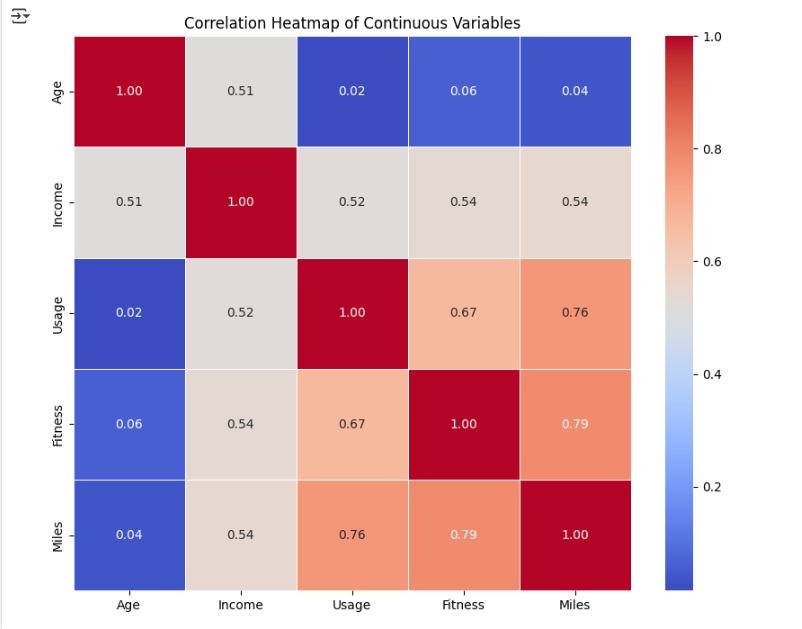 Correlation Heatmap of Continuous Variables
Age 1.00 0.51 0.02 0.06 0.04
Income 0.51 1.00 0.52 0.54 0.54
Usage 0.02 0.52 1.00 0.67 0.76
Fitness 0.06 0.54 0.67 1.00 0.79
Miles 0.04 0.54 0.76 0.79 1.00
Age Income Usage Fitness Miles
1.0
0.8
0.6
0.4
0.2